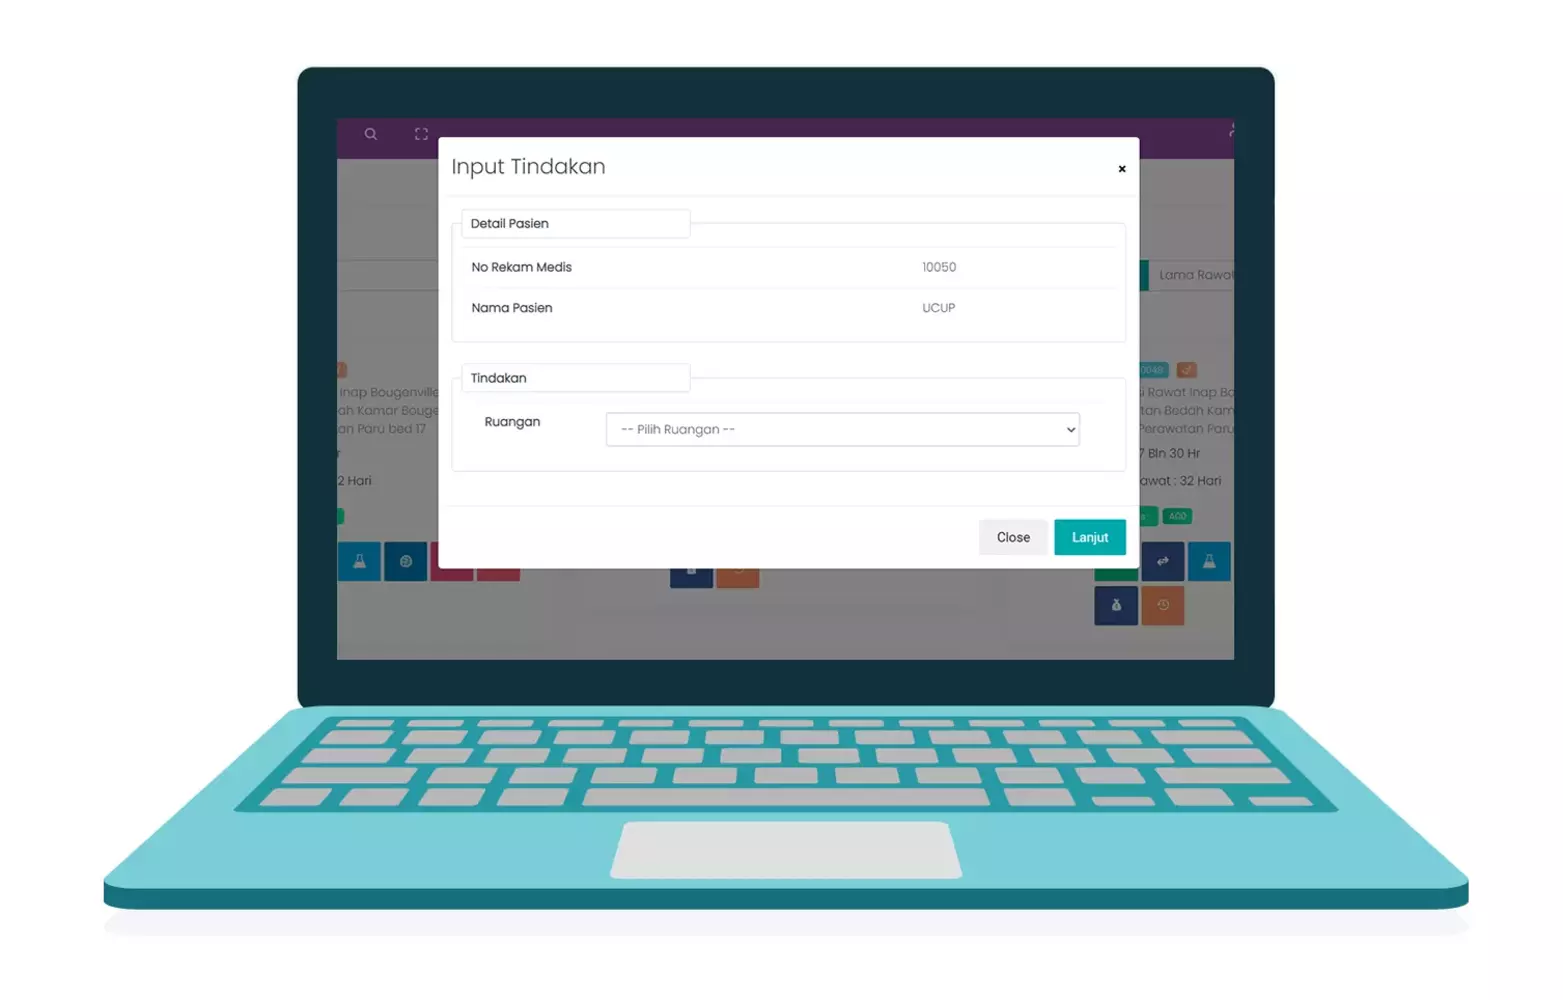 Input Tindakan
×
Detail Pasien
No Rekam Medis 10050
Nama Pasien UCUP
Tindakan
Ruangan -- Pilih Ruangan --
Close Lanjut
Lama Rawat
Inap Bougenville
ah Kamar Bouge
an Paru bed 17
2 Hari
Rawat Inap Bo
tan Bedah Kam
Perawatan Paru
7 Bln 30 Hr
awat : 32 Hari